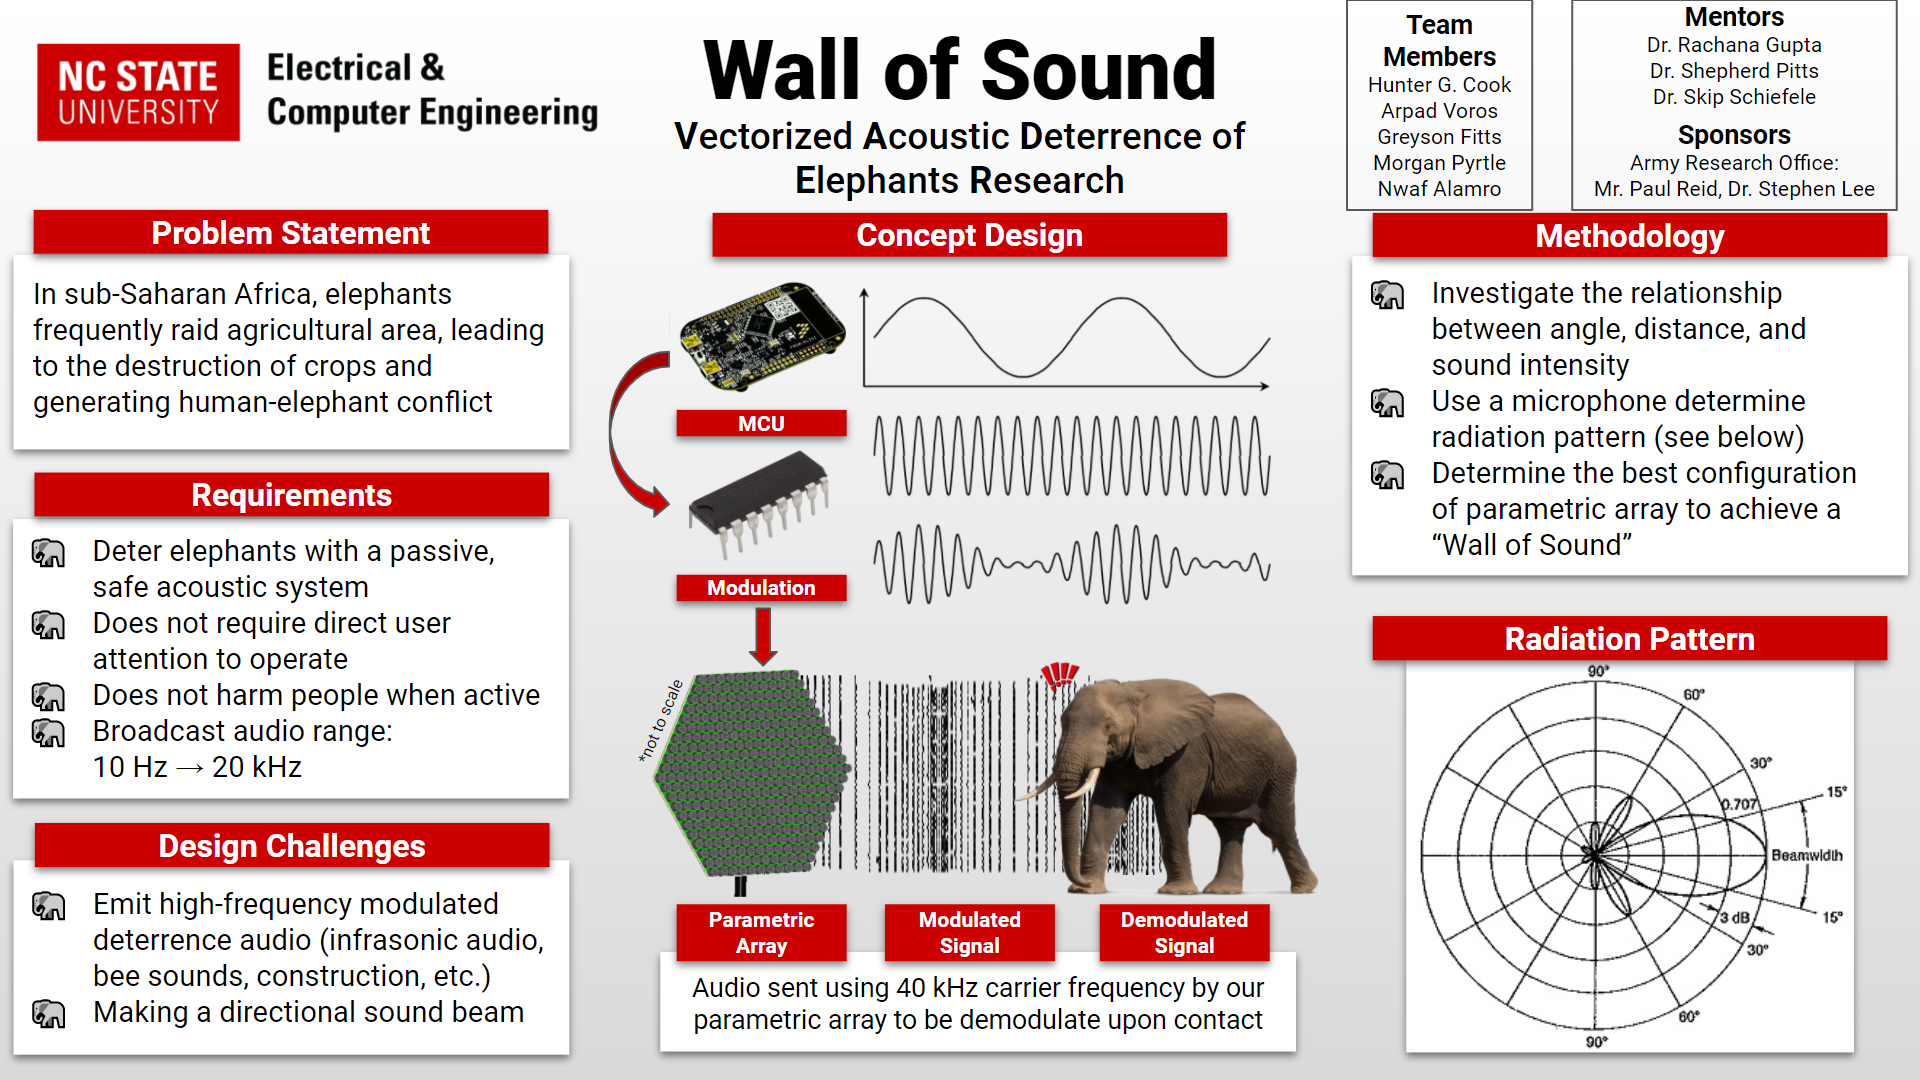 NC STATE
UNIVERSITY
Electrical &
Computer Engineering
Wall of Sound
Vectorized Acoustic Deterrence of
Elephants Research
Team
Members
Hunter G. Cook
Arpad Voros
Greyson Fitts
Morgan Pyrtle
Nwaf Alamro
Mentors
Dr. Rachana Gupta
Dr. Shepherd Pitts
Dr. Skip Schiefele
Sponsors
Army Research Office:
Mr. Paul Reid, Dr. Stephen Lee
Problem Statement
In sub-Saharan Africa, elephants
frequently raid agricultural area, leading
to the destruction of crops and
generating human-elephant conflict
Requirements
Deter elephants with a passive,
safe acoustic system
Does not require direct user
attention to operate
Does not harm people when active
Broadcast audio range:
10 Hz → 20 kHz
Design Challenges
Emit high-frequency modulated
deterrence audio (infrasonic audio,
bee sounds, construction, etc.)
Making a directional sound beam
Concept Design
MCU
Modulation
*not to scale
!!!!
Parametric
Array
Modulated
Signal
Demodulated
Signal
Audio sent using 40 kHz carrier frequency by our
parametric array to be demodulate upon contact
Methodology
Investigate the relationship
between angle, distance, and
sound intensity
Use a microphone determine
radiation pattern (see below)
Determine the best configuration
of parametric array to achieve a
“Wall of Sound”
Radiation Pattern
90°
60°
30°
15°
0.707
Beamwidth
3 dB
15°
30°
60°
90°